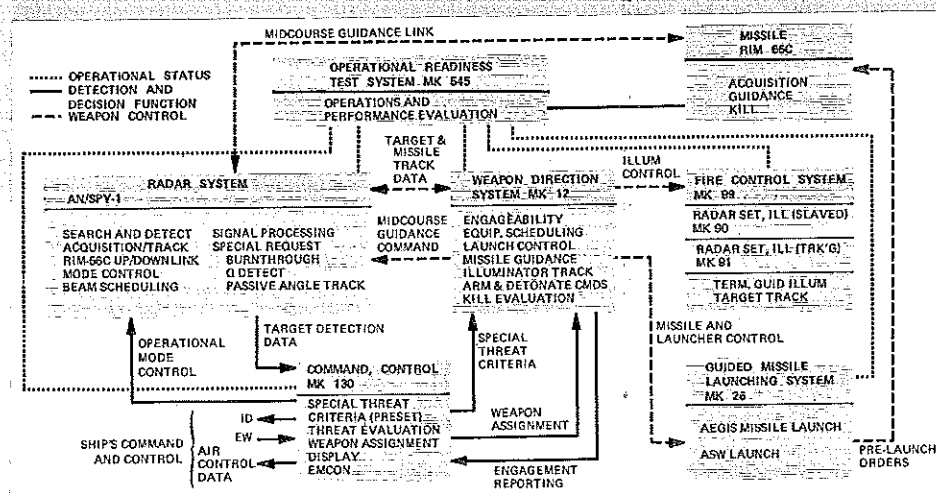 MIDCOURSE GUIDANCE LINK
MISSILE
RIM 66C
ACQUISITION
GUIDANCE
KILL
OPERATIONAL STATUS
DETECTION AND
DECISION FUNCTION
WEAPON CONTROL
OPERATIONAL READINESS
TEST SYSTEM MK 545
OPERATIONS AND
PERFORMANCE EVALUATION
TARGET &
MISSILE
TRACK
DATA
ILLUM
CONTROL
RADAR SYSTEM
AN/SPY-1
SEARCH AND DETECT
ACQUISITION/TRACK
RIM-66C UP/DOWNLINK
MODE CONTROL
BEAM SCHEDULING
SIGNAL PROCESSING
SPECIAL REQUEST
BURNTHROUGH
Q DETECT
PASSIVE ANGLE TRACK
MIDCOURSE
GUIDANCE
COMMAND
WEAPON DIRECTION
SYSTEM MK 12
ENGAGEABILITY
EQUIP. SCHEDULING
LAUNCH CONTROL
MISSILE GUIDANCE
ILLUMINATOR TRACK
ARM & DETONATE CMDS
KILL EVALUATION
FIRE CONTROL SYSTEM
MK 99
RADAR SET, ILL (SLAVED)
MK 90
RADAR SET, ILL (TRK'G)
MK 91
TERM. GUID ILLUM
TARGET TRACK
OPERATIONAL
MODE
CONTROL
TARGET DETECTION
DATA
SPECIAL
THREAT
CRITERIA
MISSILE AND
LAUNCHER CONTROL
COMMAND, CONTROL
MK 130
SPECIAL THREAT
CRITERIA (PRESET)
THREAT EVALUATION
WEAPON ASSIGNMENT
DISPLAY
EMCON
WEAPON
ASSIGNMENT
ENGAGEMENT
REPORTING
SHIP'S COMMAND
AND CONTROL
ID
EW
AIR
CONTROL
DATA
GUIDED MISSILE
LAUNCHING SYSTEM
MK 26
AEGIS MISSILE LAUNCH
ASW LAUNCH
PRE-LAUNCH
ORDERS